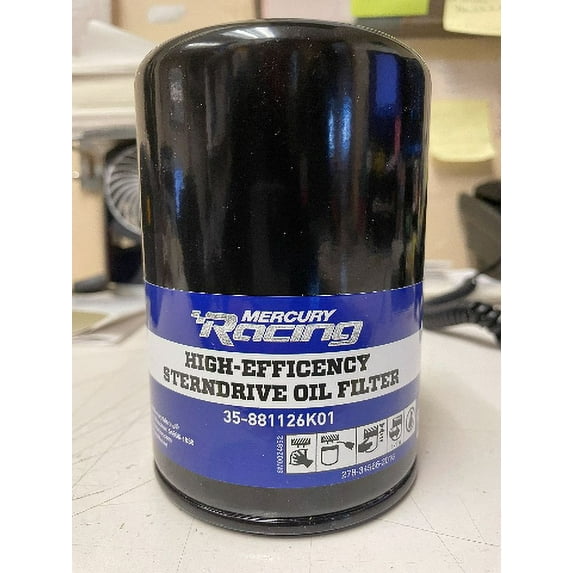 MERCURY
Racing
HIGH-EFFICENCY
STERNDRIVE OIL FILTER
35-881126K01